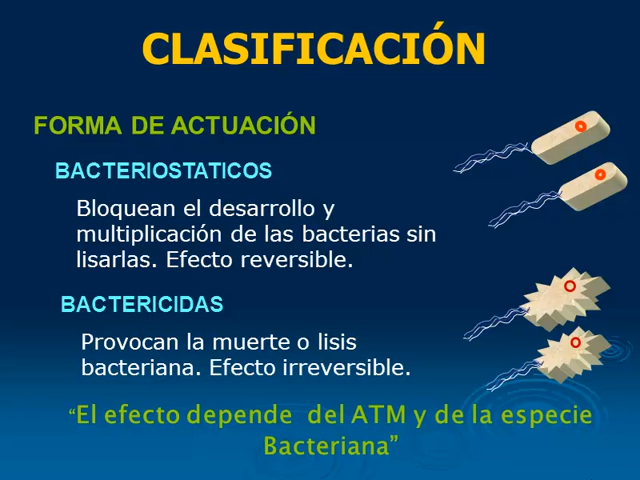 CLASIFICACIÓN
FORMA DE ACTUACIÓN
BACTERIOSTATICOS
Bloquean el desarrollo y
multiplicación de las bacterias sin
lisarlas. Efecto reversible.
BACTERICIDAS
Provocan la muerte o lisis
bacteriana. Efecto irreversible.
“El efecto depende del ATM y de la especie
Bacteriana”